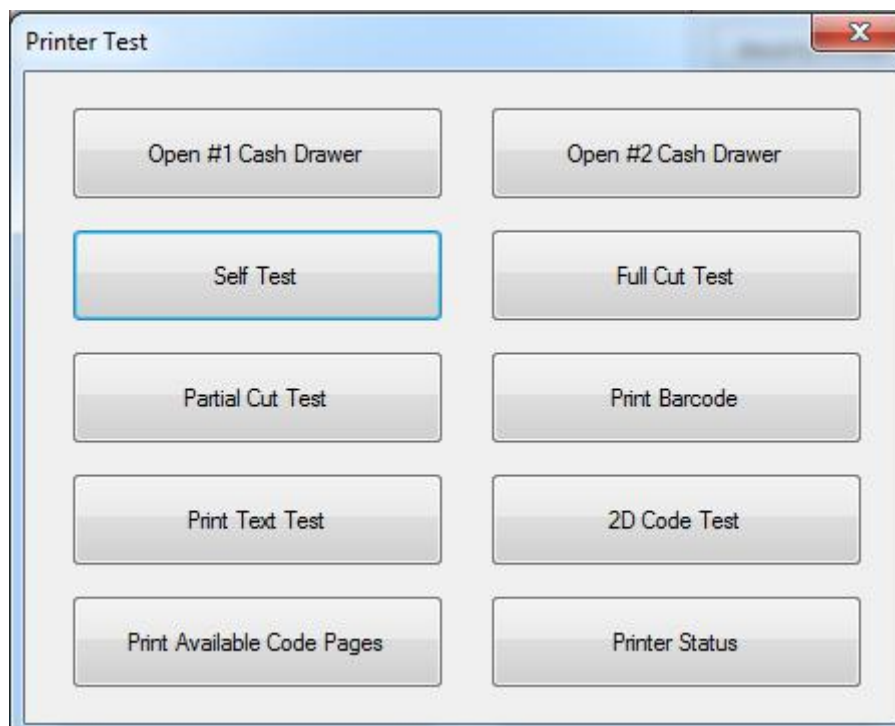 Printer Test
Open #1 Cash Drawer
Open #2 Cash Drawer
Self Test
Full Cut Test
Partial Cut Test
Print Barcode
Print Text Test
2D Code Test
Print Available Code Pages
Printer Status